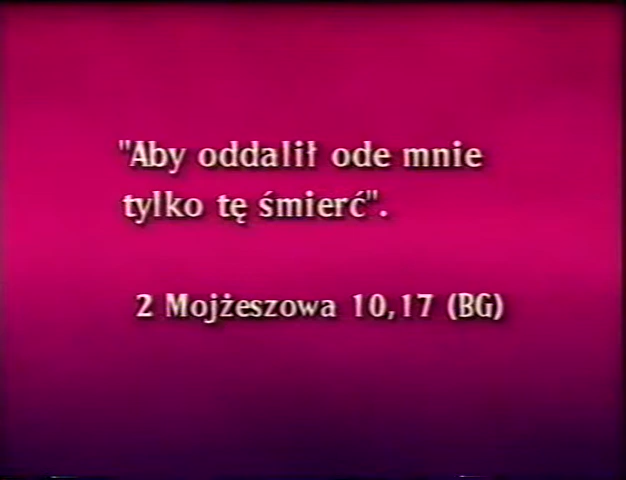 "Aby oddalił ode mnie
tylko tę śmierć".
2 Mojżeszowa 10,17 (BG)